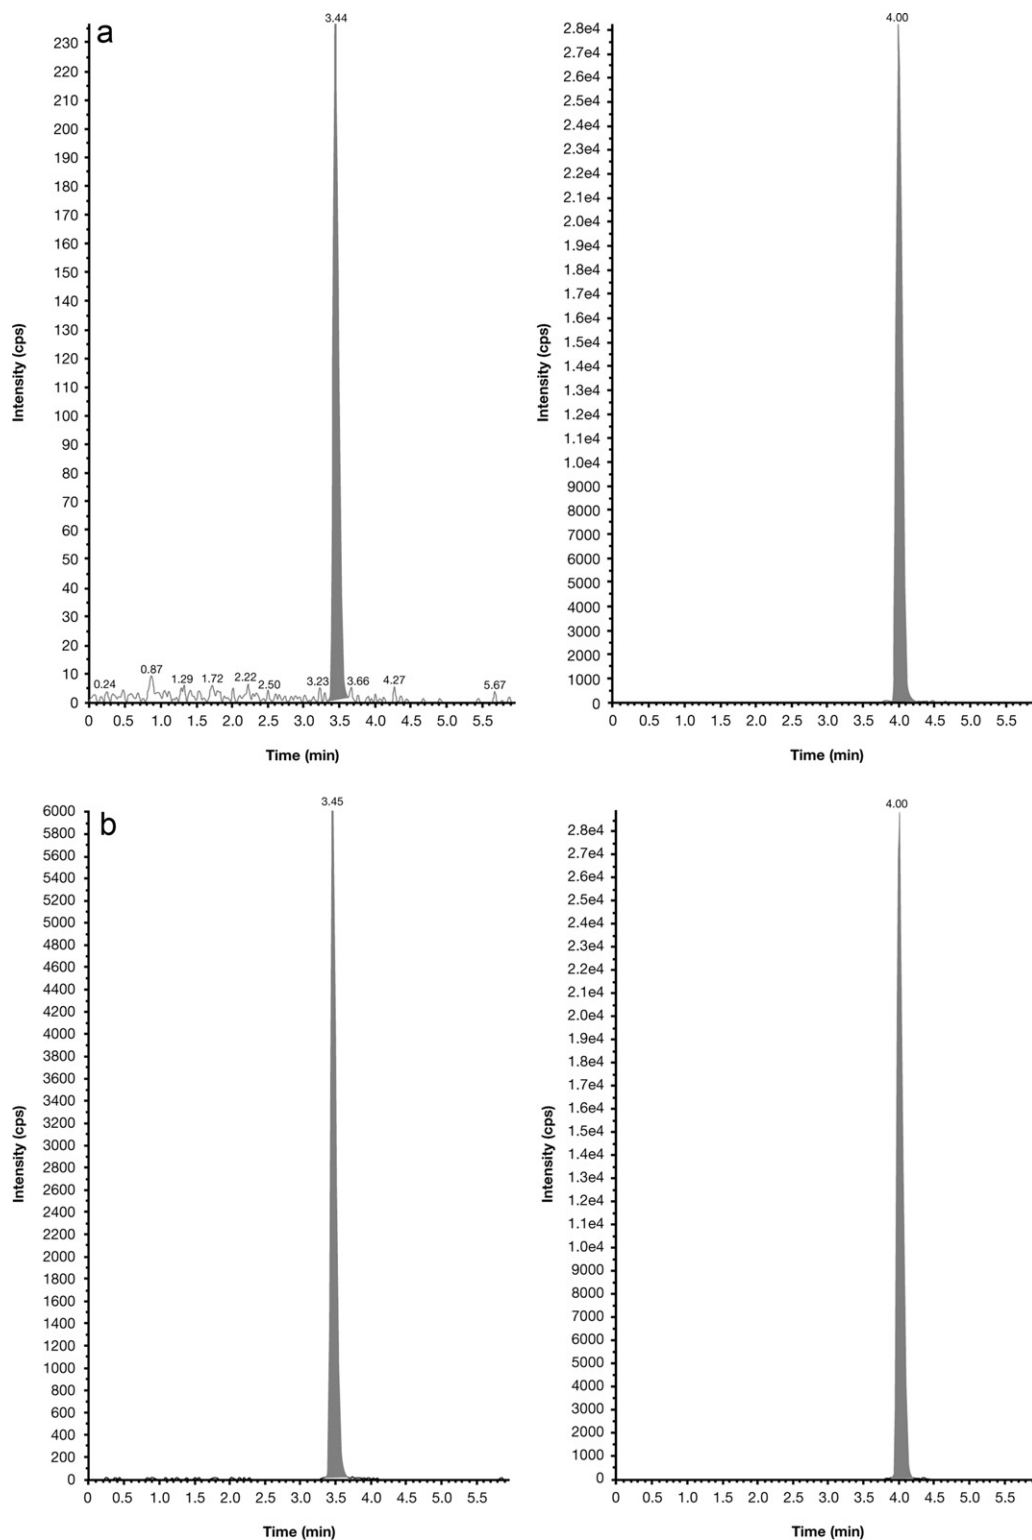 a
3.44
230
220
210
200
190
180
170
160
150
140
130
120
110
100
90
80
70
60
50
40
30
20
10
0
Intensity (cps)
0.24 0.87 1.29 1.72 2.22 2.50 3.23 3.66 4.27 5.67
0 0.5 1.0 1.5 2.0 2.5 3.0 3.5 4.0 4.5 5.0 5.5
Time (min)
4.00
2.8e4
2.7e4
2.6e4
2.5e4
2.4e4
2.3e4
2.2e4
2.1e4
2.0e4
1.9e4
1.8e4
1.7e4
1.6e4
1.5e4
1.4e4
1.3e4
1.2e4
1.1e4
1.0e4
9000
8000
7000
6000
5000
4000
3000
2000
1000
0
Intensity (cps)
0 0.5 1.0 1.5 2.0 2.5 3.0 3.5 4.0 4.5 5.0 5.5
Time (min)
b
3.45
6000
5800
5600
5400
5200
5000
4800
4600
4400
4200
4000
3800
3600
3400
3200
3000
2800
2600
2400
2200
2000
1800
1600
1400
1200
1000
800
600
400
200
0
Intensity (cps)
0 0.5 1.0 1.5 2.0 2.5 3.0 3.5 4.0 4.5 5.0 5.5
Time (min)
4.00
2.8e4
2.7e4
2.6e4
2.5e4
2.4e4
2.3e4
2.2e4
2.1e4
2.0e4
1.9e4
1.8e4
1.7e4
1.6e4
1.5e4
1.4e4
1.3e4
1.2e4
1.1e4
1.0e4
9000
8000
7000
6000
5000
4000
3000
2000
1000
0
Intensity (cps)
0 0.5 1.0 1.5 2.0 2.5 3.0 3.5 4.0 4.5 5.0 5.5
Time (min)